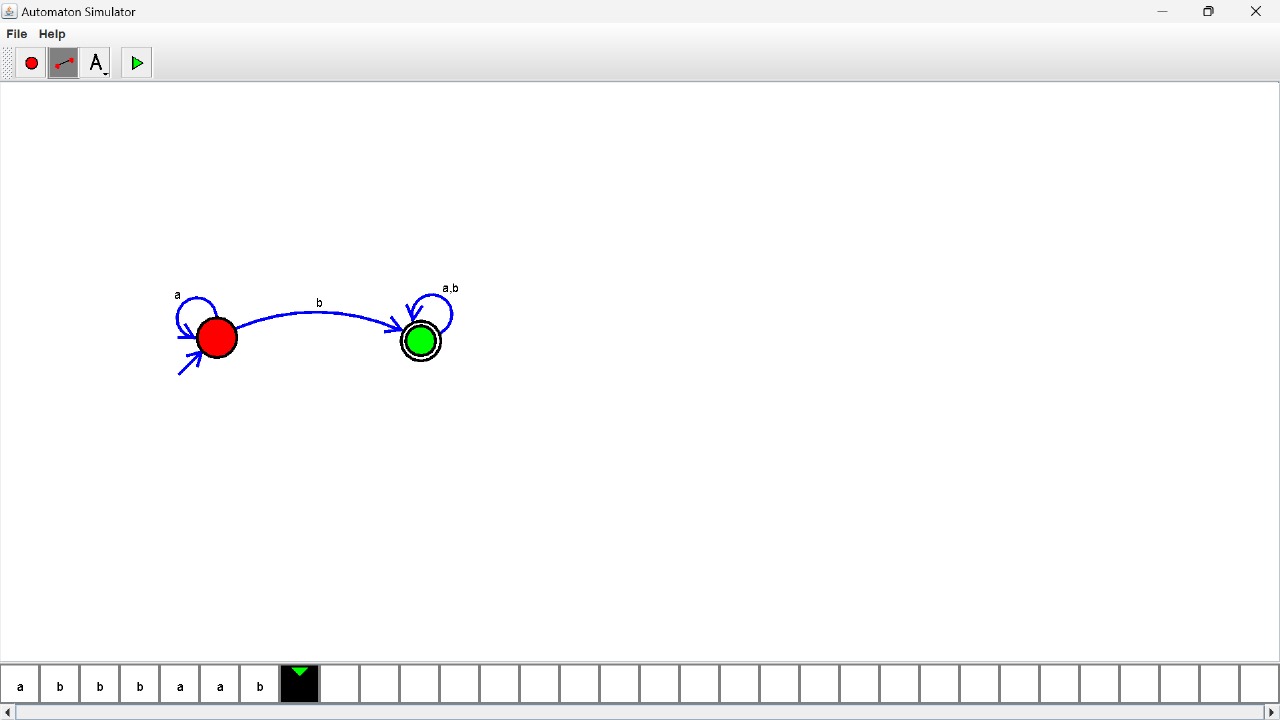 Automaton Simulator
File Help
A
a
b
a,b
a b b b a a b